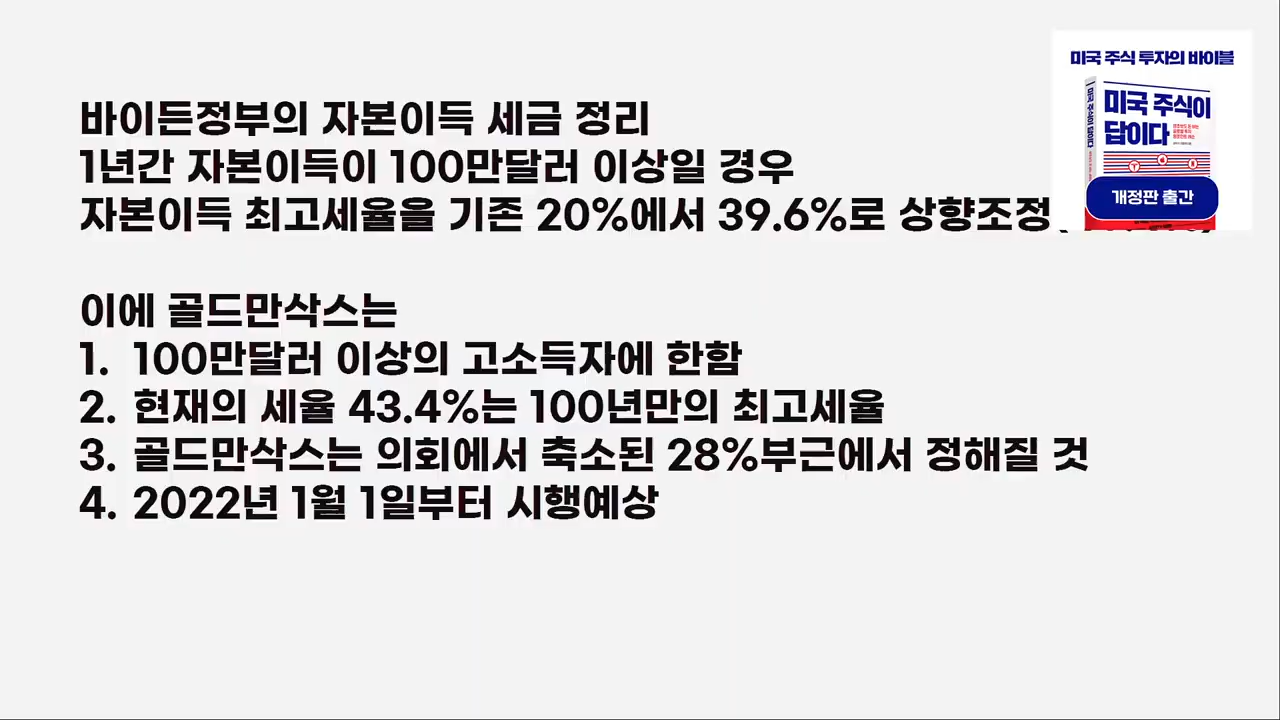 바이든정부의 자본이득 세금 정리
1년간 자본이득이 100만달러 이상일 경우
자본이득 최고세율을 기존 20%에서 39.6%로 상향조정
이에 골드만삭스는
1. 100만달러 이상의 고소득자에 한함
2. 현재의 세율 43.4%는 100년만의 최고세율
3. 골드만삭스는 의회에서 축소된 28%부근에서 정해질 것
4. 2022년 1월 1일부터 시행예상
미국 주식 투자의 바이블
미국 주식이
답이다
미국 주식이 답이다
개정판 출간